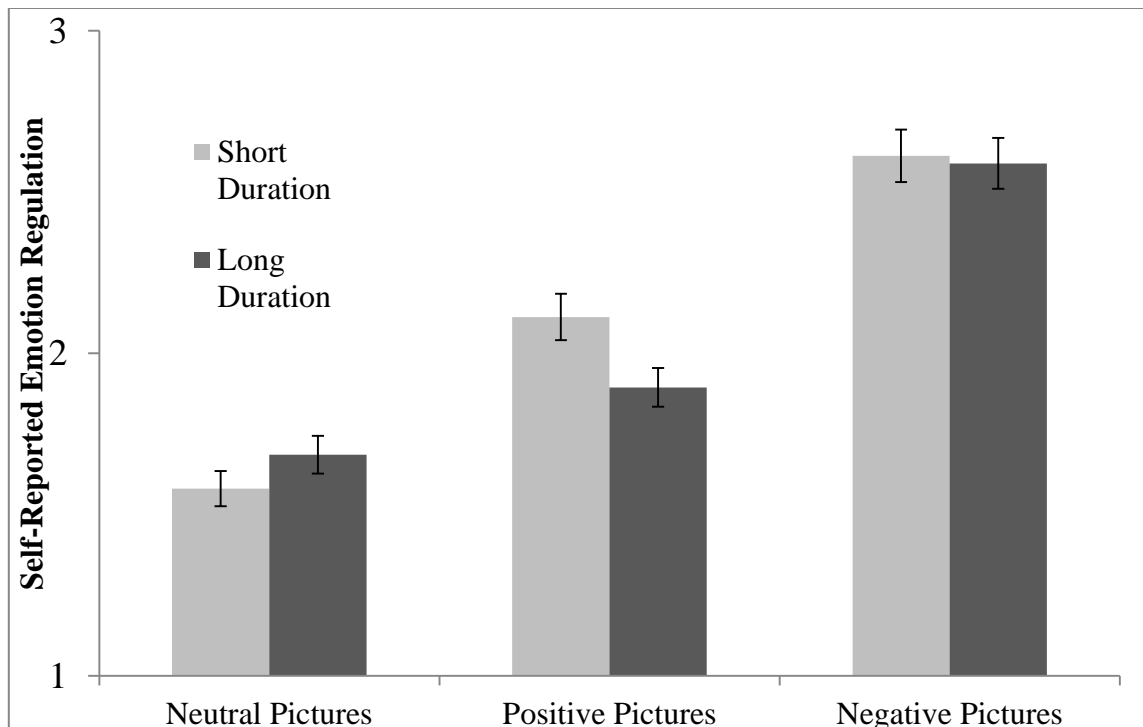 Self-Reported Emotion Regulation
3
2
1
Short
Duration
Long
Duration
Neutral Pictures
Positive Pictures
Negative Pictures